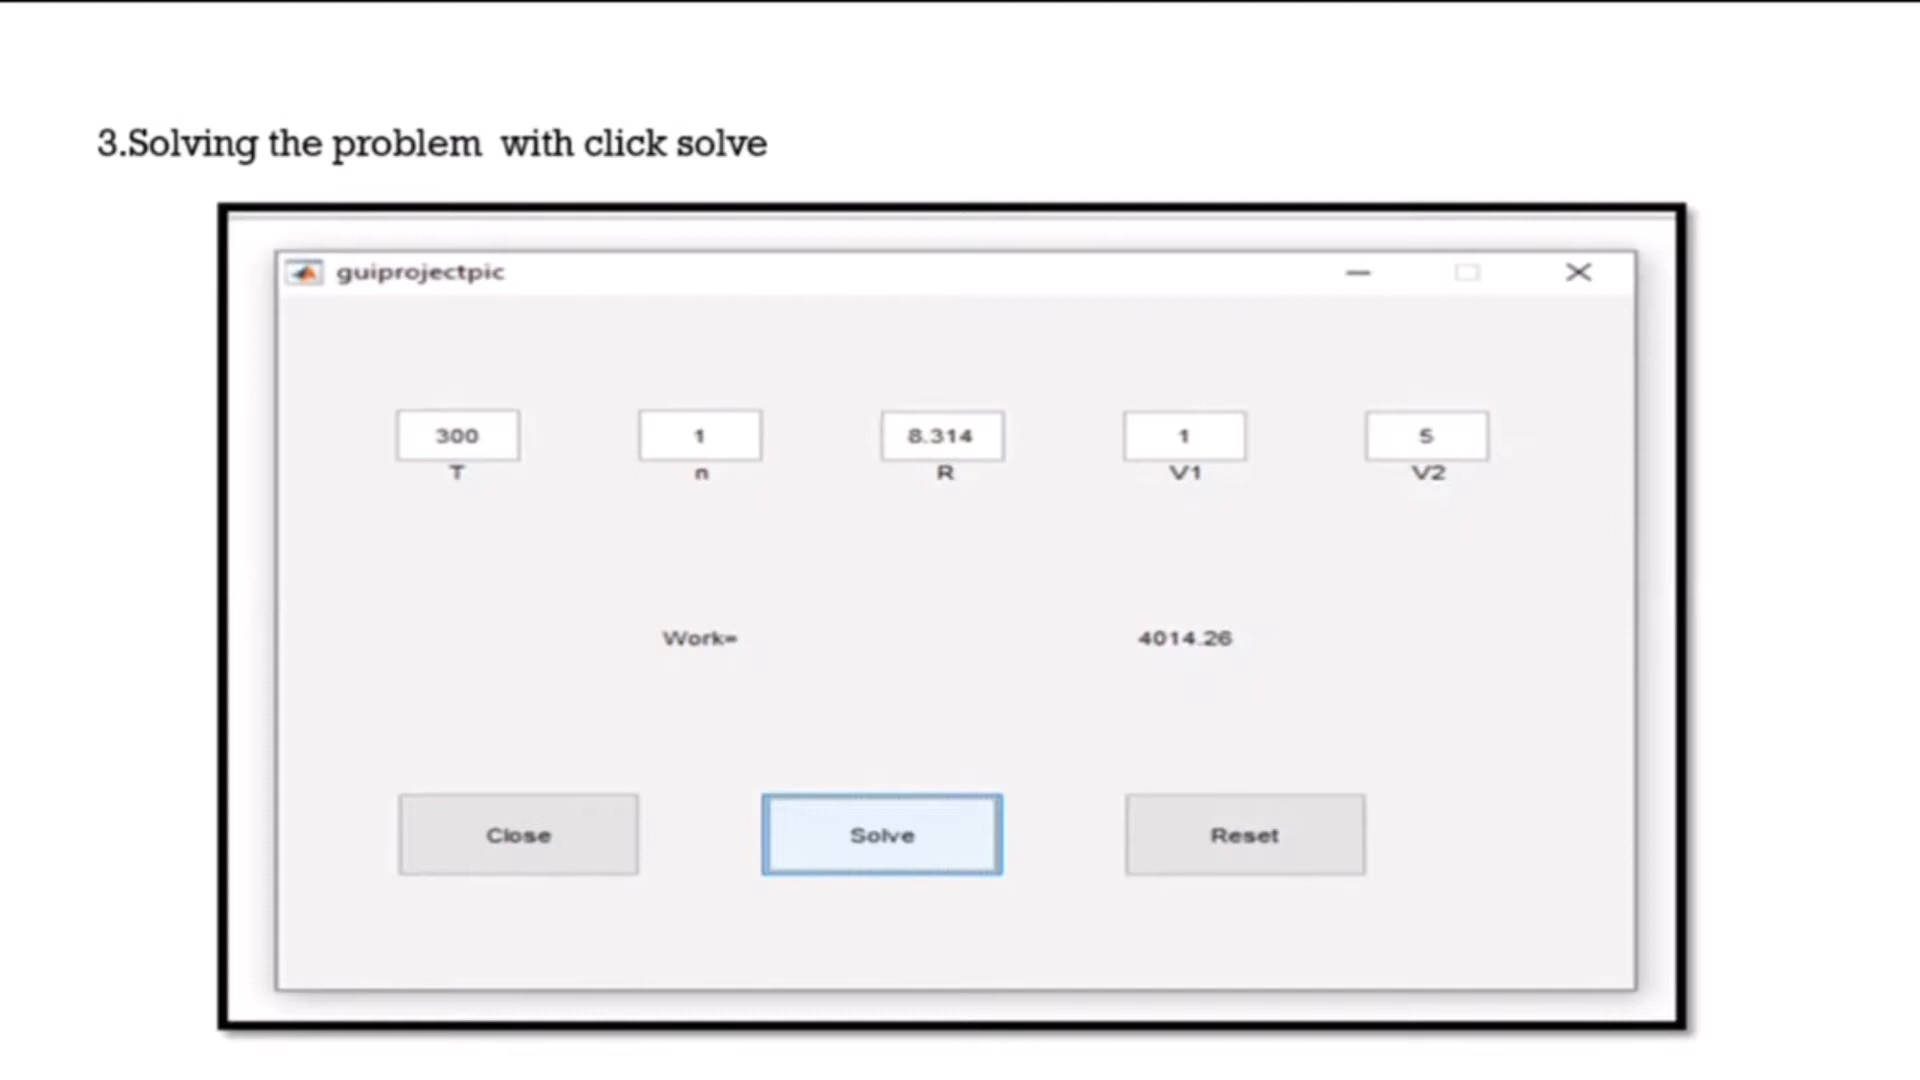 3.Solving the problem with click solve
guiprojectpic
300 1 8.314 1 5
T n R V1 V2
Work= 4014.26
Close Solve Reset